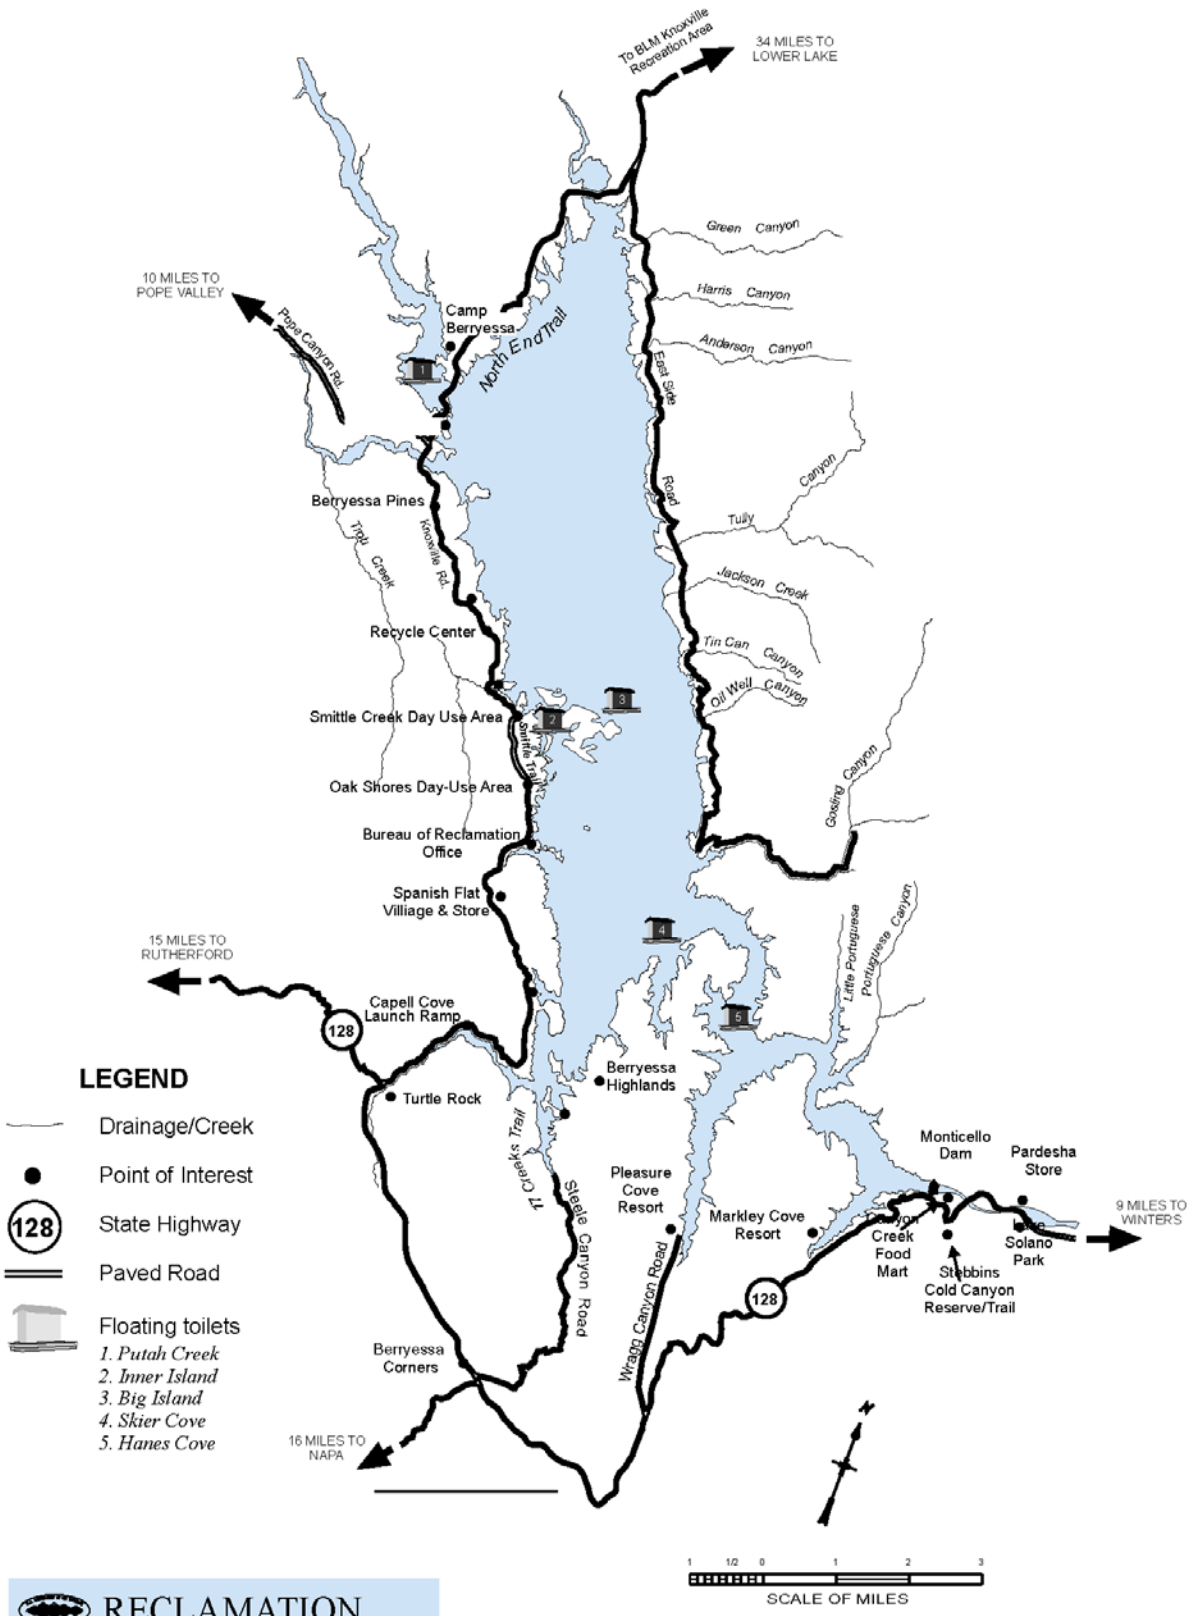 To BLM Knoxville
Recreation Area
34 MILES TO
LOWER LAKE
Green Canyon
10 MILES TO
POPE VALLEY
Harris Canyon
Pope Canyon Rd.
Camp
Berryessa
North End Trail
Anderson Canyon
1
East Side
Road
Canyon
Tully
Berryessa Pines
Knoxville Rd.
Trout Creek
Jackson Creek
Recycle Center
Tin Can Canyon
Oil Well Canyon
3
2
Smittle Creek Day Use Area
Smittle Trail
Gosling Canyon
Oak Shores Day-Use Area
Bureau of Reclamation
Office
Spanish Flat
Villiage & Store
4
Little Portuguese
Portuguese Canyon
15 MILES TO
RUTHERFORD
Capell Cove
Launch Ramp
5
128
Berryessa
Highlands
LEGEND
Turtle Rock
Drainage/Creek
Point of Interest
128
State Highway
Paved Road
Floating toilets
1. Putah Creek
2. Inner Island
3. Big Island
4. Skier Cove
5. Hanes Cove
T7 Creeks Trail
Steele Canyon Road
Pleasure
Cove
Resort
Markley Cove
Resort
Monticello
Dam
Pardesha
Store
9 MILES TO
WINTERS
Canyon
Creek
Food
Mart
Lake
Solano
Park
Stebbins
Cold Canyon
Reserve/Trail
Wragg Canyon Road
128
Berryessa
Corners
16 MILES TO
NAPA
N
1 1/2 0 1 2 3
SCALE OF MILES
RECLAMATION